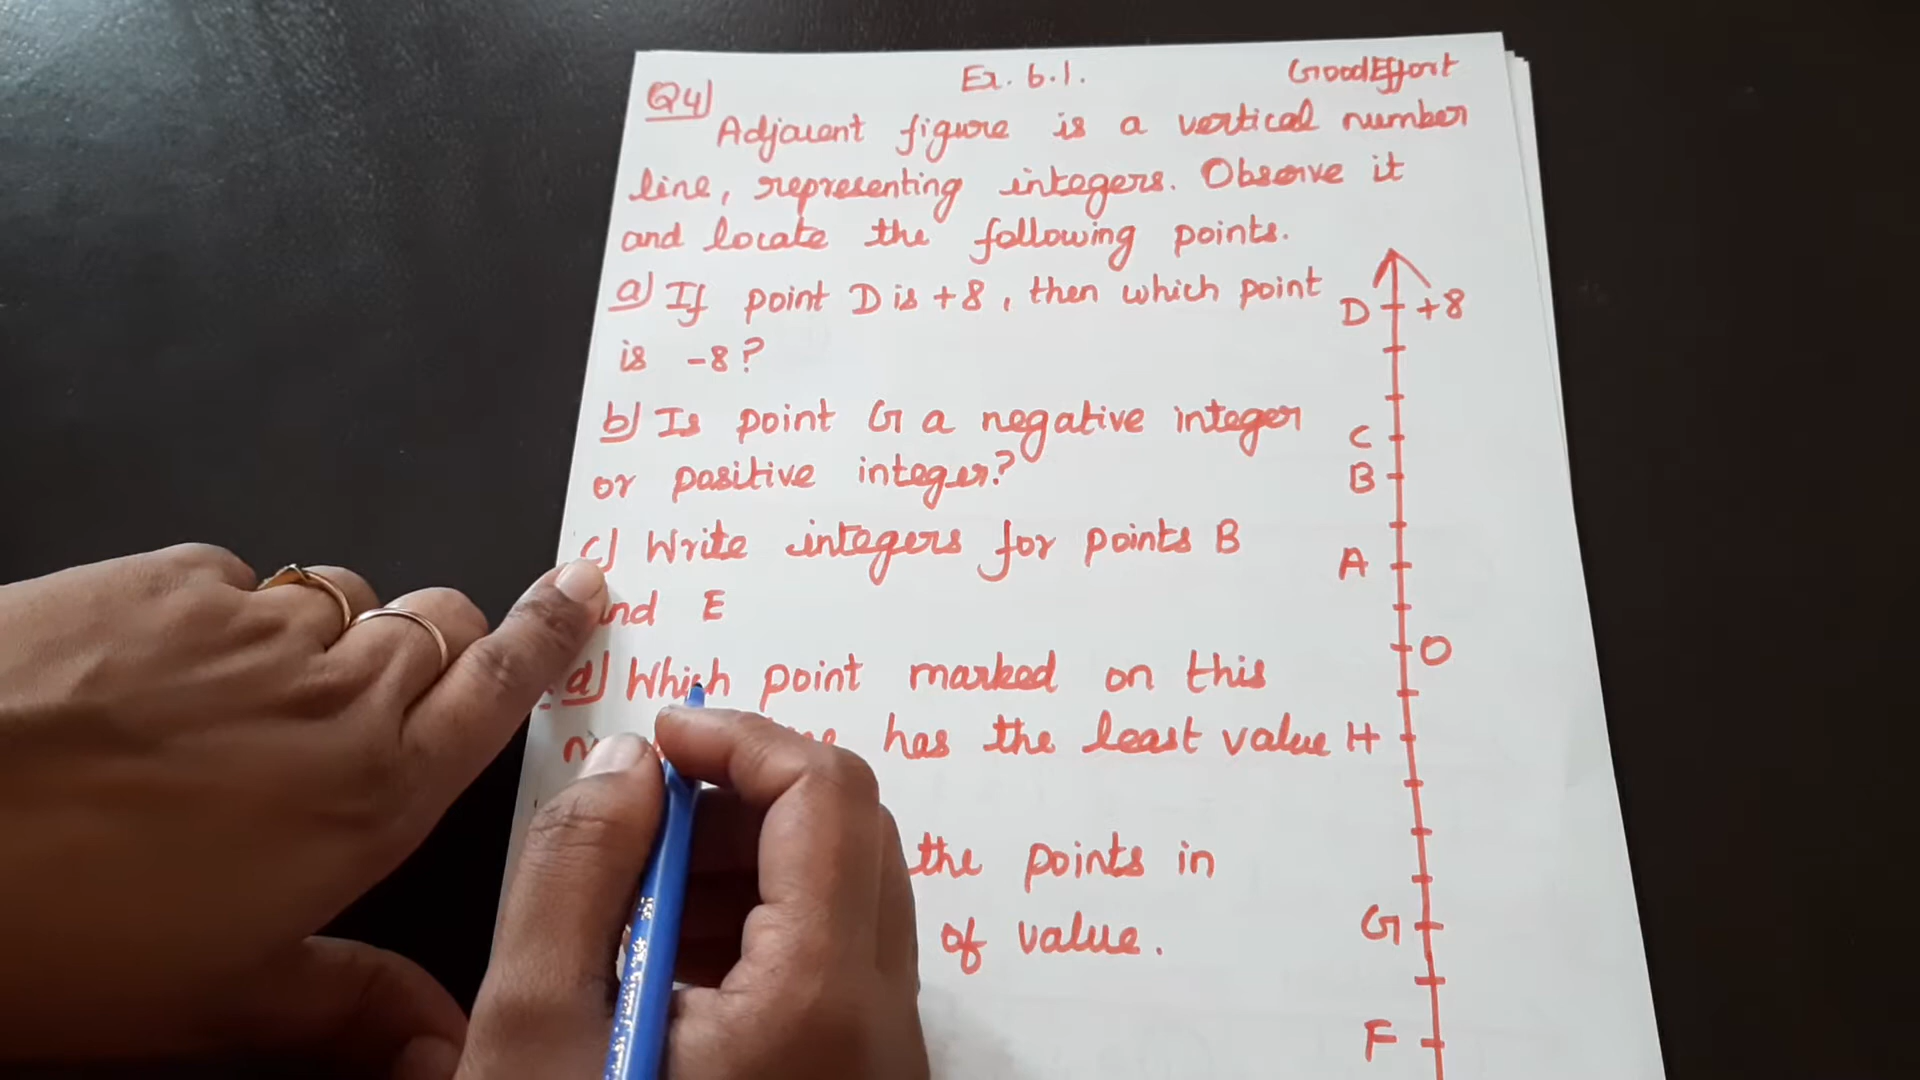 Q4) Ex. 6.1. GoodEffort
Adjacent figure is a vertical number
line, representing integers. Observe it
and locate the following points.
a) If point D is +8, then which point
is -8?
b) Is point G a negative integer
or positive integer?
c) Write integers for points B
and E
d) Which point marked on this
has the least value
the points in
of value.
D +8
C
B
A
O
H
G
F